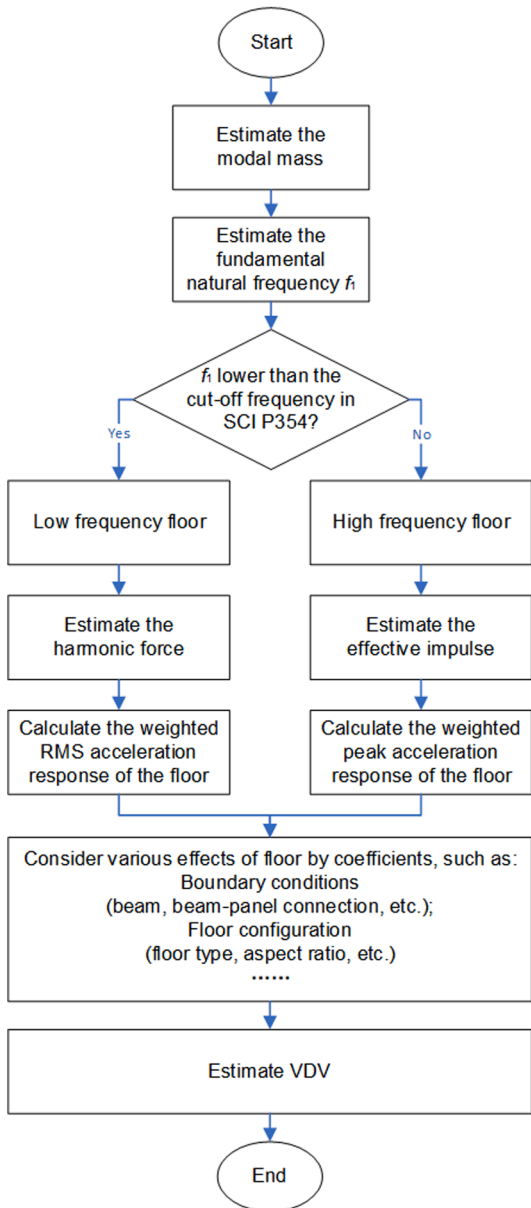 Start
Estimate the
modal mass
Estimate the
fundamental
natural frequency f₁
f₁ lower than the
cut-off frequency in
SCI P354?
Yes
No
Low frequency floor
High frequency floor
Estimate the
harmonic force
Estimate the
effective impulse
Calculate the weighted
RMS acceleration
response of the floor
Calculate the weighted
peak acceleration
response of the floor
Consider various effects of floor by coefficients, such as:
Boundary conditions
(beam, beam-panel connection, etc.);
Floor configuration
(floor type, aspect ratio, etc.)
……
Estimate VDV
End